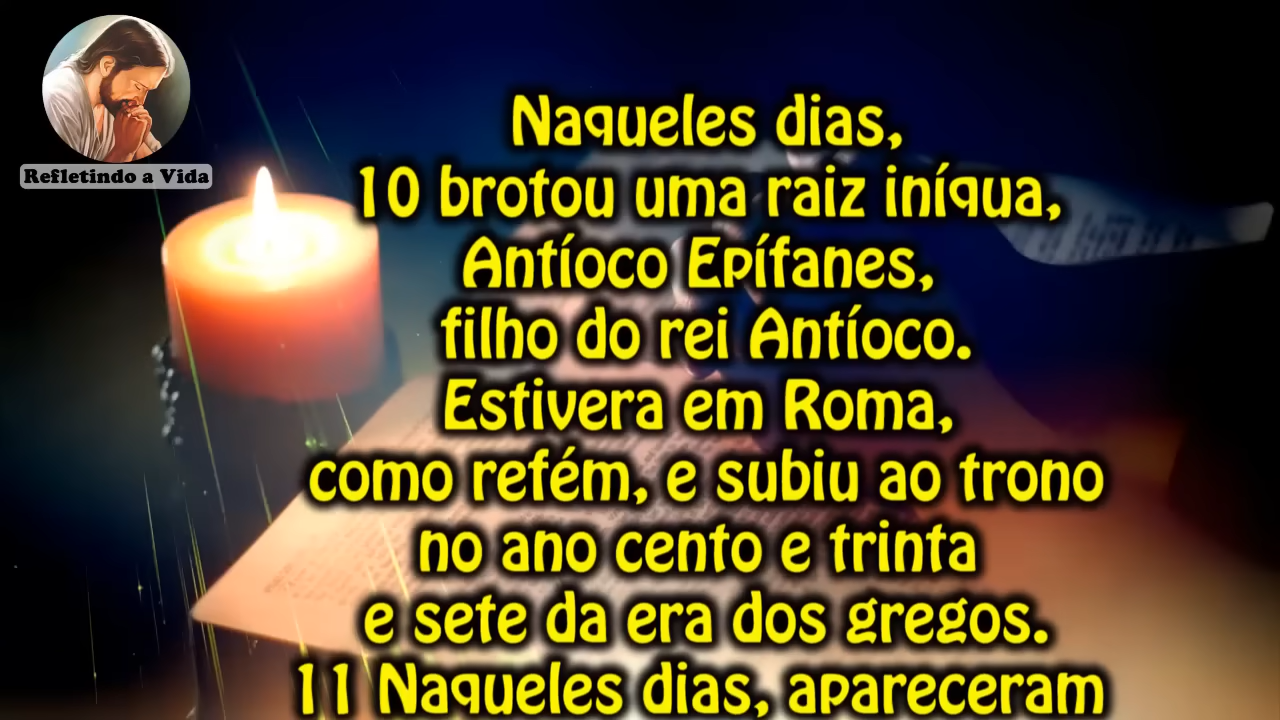 Refletindo a Vida
Naqueles dias,
10 brotou uma raiz iníqua,
Antíoco Epífanes,
filho do rei Antíoco.
Estivera em Roma,
como refém, e subiu ao trono
no ano cento e trinta
e sete da era dos gregos.
11 Naqueles dias, apareceram